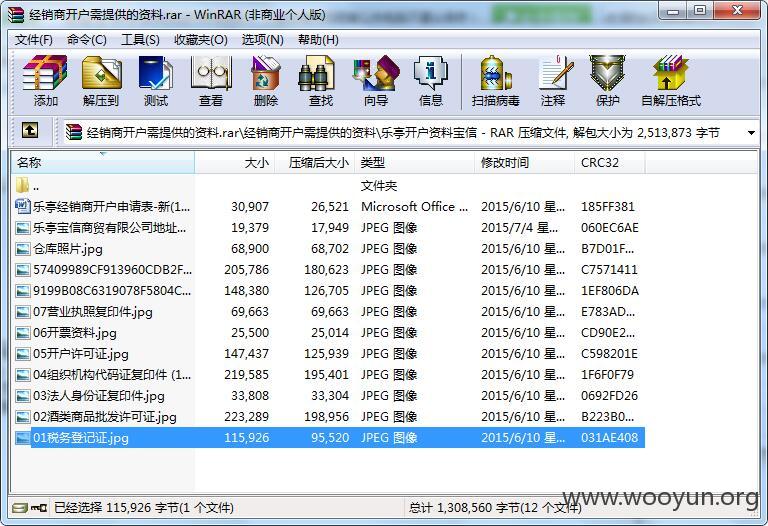 经销商开户需提供的资料.rar - WinRAR (非商业个人版)
文件(F) 命令(C) 工具(S) 收藏夹(O) 选项(N) 帮助(H)
添加 解压到 测试 查看 删除 查找 向导 信息 扫描病毒 注释 保护 自解压格式
经销商开户需提供的资料.rar\经销商开户需提供的资料\乐亭开户资料宝信 - RAR 压缩文件, 解包大小为 2,513,873 字节
名称 大小 压缩后大小 类型 修改时间 CRC32
.. 文件夹
乐亭经销商开户申请表-新(1... 30,907 26,521 Microsoft Office ... 2015/6/10 星... 185FF381
乐亭宝信商贸有限公司地址... 19,379 17,949 JPEG 图像 2015/7/4 星... 060EC6AE
仓库照片.jpg 68,900 68,702 JPEG 图像 2015/6/10 星... B7D01F...
57409989CF913960CDB2F... 205,786 180,623 JPEG 图像 2015/6/10 星... C7571411
9199B08C6319078F5804C... 148,380 126,705 JPEG 图像 2015/6/10 星... 1EF806DA
07营业执照复印件.jpg 69,663 69,663 JPEG 图像 2015/6/10 星... E783AD...
06开票资料.jpg 25,500 25,014 JPEG 图像 2015/6/10 星... CD90E2...
05开户许可证.jpg 147,437 125,939 JPEG 图像 2015/6/10 星... C598201E
04组织机构代码证复印件 (1... 219,585 195,401 JPEG 图像 2015/6/10 星... 1F6F0F79
03法人身份证复印件.jpg 33,808 33,304 JPEG 图像 2015/6/10 星... 0692FD26
02酒类商品批发许可证.jpg 223,289 198,956 JPEG 图像 2015/6/10 星... B223B0...
01税务登记证.jpg 115,926 95,520 JPEG 图像 2015/6/10 星... 031AE408
已经选择 115,926 字节(1 个文件) 总计 1,308,560 字节(12 个文件)
www.wooyun.org